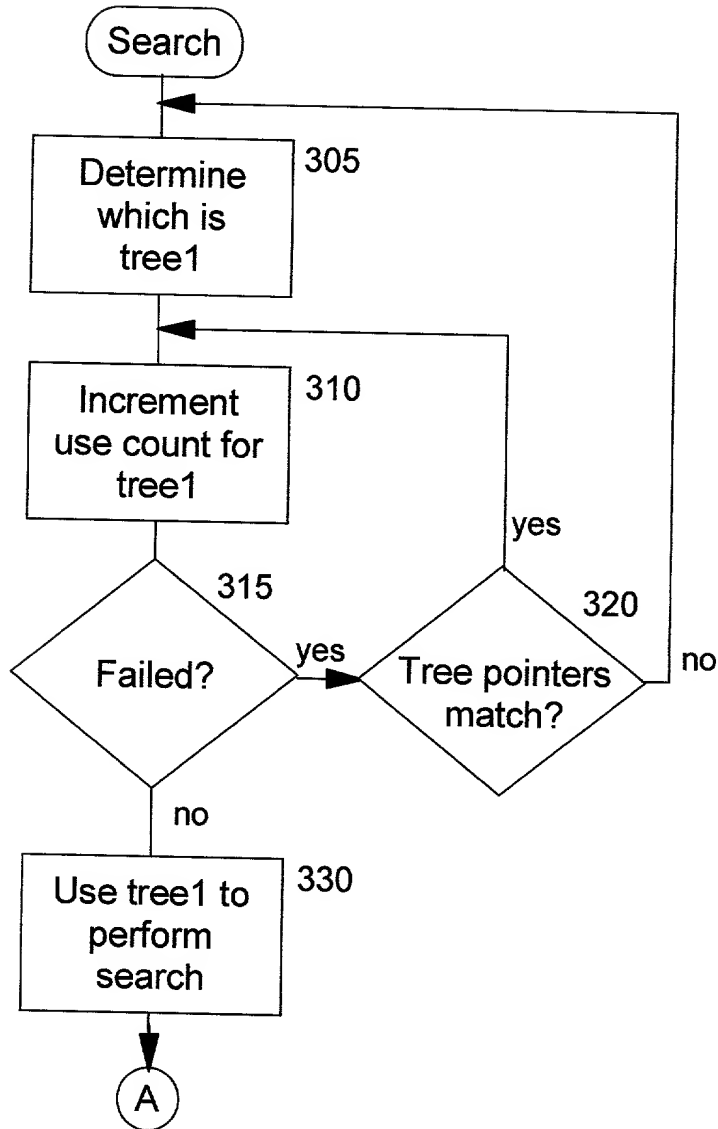 Search
305
Determine
which is
tree1
310
Increment
use count for
tree1
yes
315
320
Failed?
yes
Tree pointers
match?
no
no
330
Use tree1 to
perform
search
A